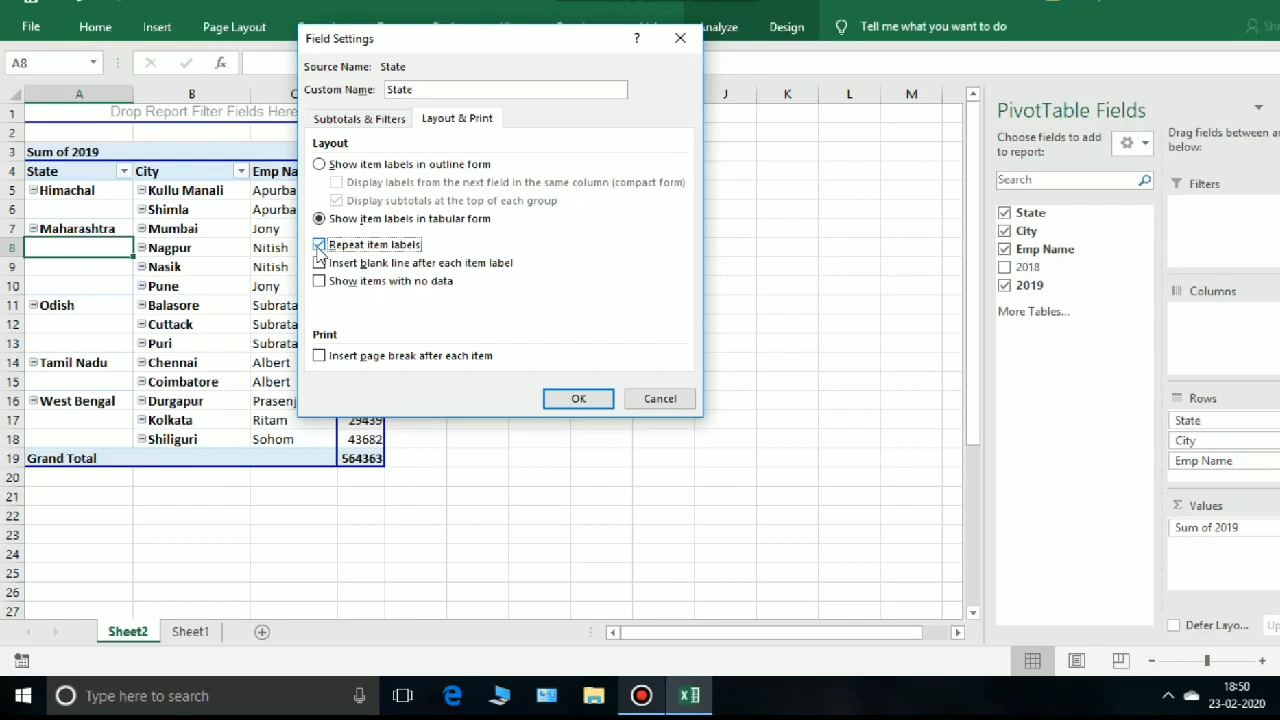 File Home Insert Page Layout nalyze Design Tell me what you want to do
A8 fx
Field Settings ?
Source Name: State
Custom Name: State
Subtotals & Filters Layout & Print
Layout
Show item labels in outline form
Display labels from the next field in the same column (compact form)
Display subtotals at the top of each group
Show item labels in tabular form
Repeat item labels
Insert blank line after each item label
Show items with no data
Print
Insert page break after each item
OK Cancel
A B C J K L M
1 Drop Report Filter Fields Here
2
3 Sum of 2019
4 State City Emp Na
5 Himachal Kullu Manali Apurba
6 Shimla Apurba
7 Maharashtra Mumbai Jony
8 Nagpur Nitish
9 Nasik Nitish
10 Pune Jony
11 Odish Balasore Subrata
12 Cuttack Subrata
13 Puri Subrata
14 Tamil Nadu Chennai Albert
15 Coimbatore Albert
16 West Bengal Durgapur Prasenj
17 Kolkata Ritam 29439
18 Shiliguri Sohom 43682
19 Grand Total 564363
20
21
22
23
24
25
26
27
Sheet2 Sheet1
PivotTable Fields
Choose fields to add
to report:
Search
State
City
Emp Name
2018
2019
More Tables...
Drag fields between a
below:
Filters
Columns
Rows
State
City
Emp Name
Σ Values
Sum of 2019
Defer Layo... Up
Type here to search
18:50
23-02-2020